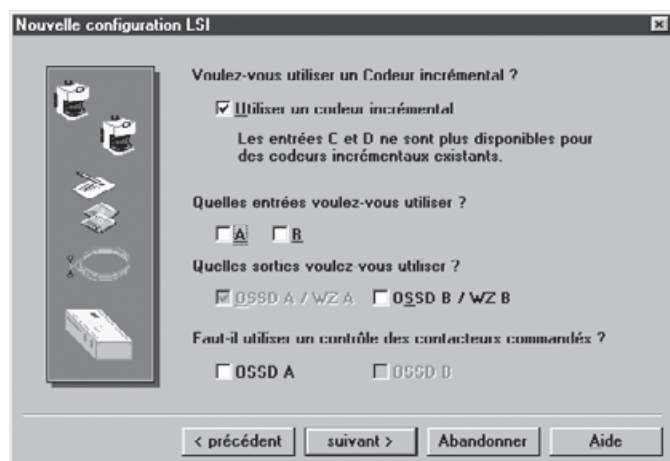 Nouvelle configuration LSI
Voulez-vous utiliser un Codeur incrémental ?
Utiliser un codeur incrémental
Les entrées C et D ne sont plus disponibles pour
des codeurs incrémentaux existants.
Quelles entrées voulez-vous utiliser ?
A B
Quelles sorties voulez vous utiliser ?
OSSD A / WZ A OSSD B / WZ B
Faut-il utiliser un contrôle des contacteurs commandés ?
OSSD A OSSD B
< précédent suivant > Abandonner Aide